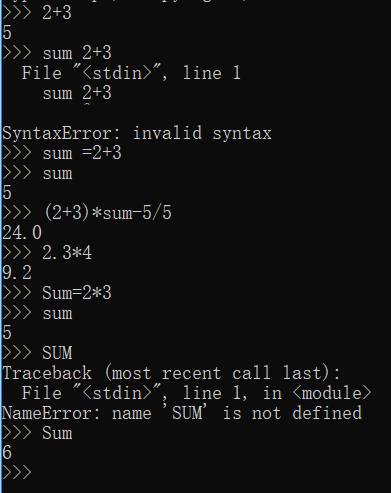 >>> 2+3
5
>>> sum 2+3
  File "<stdin>", line 1
    sum 2+3
        ^
SyntaxError: invalid syntax
>>> sum =2+3
>>> sum
5
>>> (2+3)*sum-5/5
24.0
>>> 2.3*4
9.2
>>> Sum=2*3
>>> sum
5
>>> SUM
Traceback (most recent call last):
  File "<stdin>", line 1, in <module>
NameError: name 'SUM' is not defined
>>> Sum
6
>>>